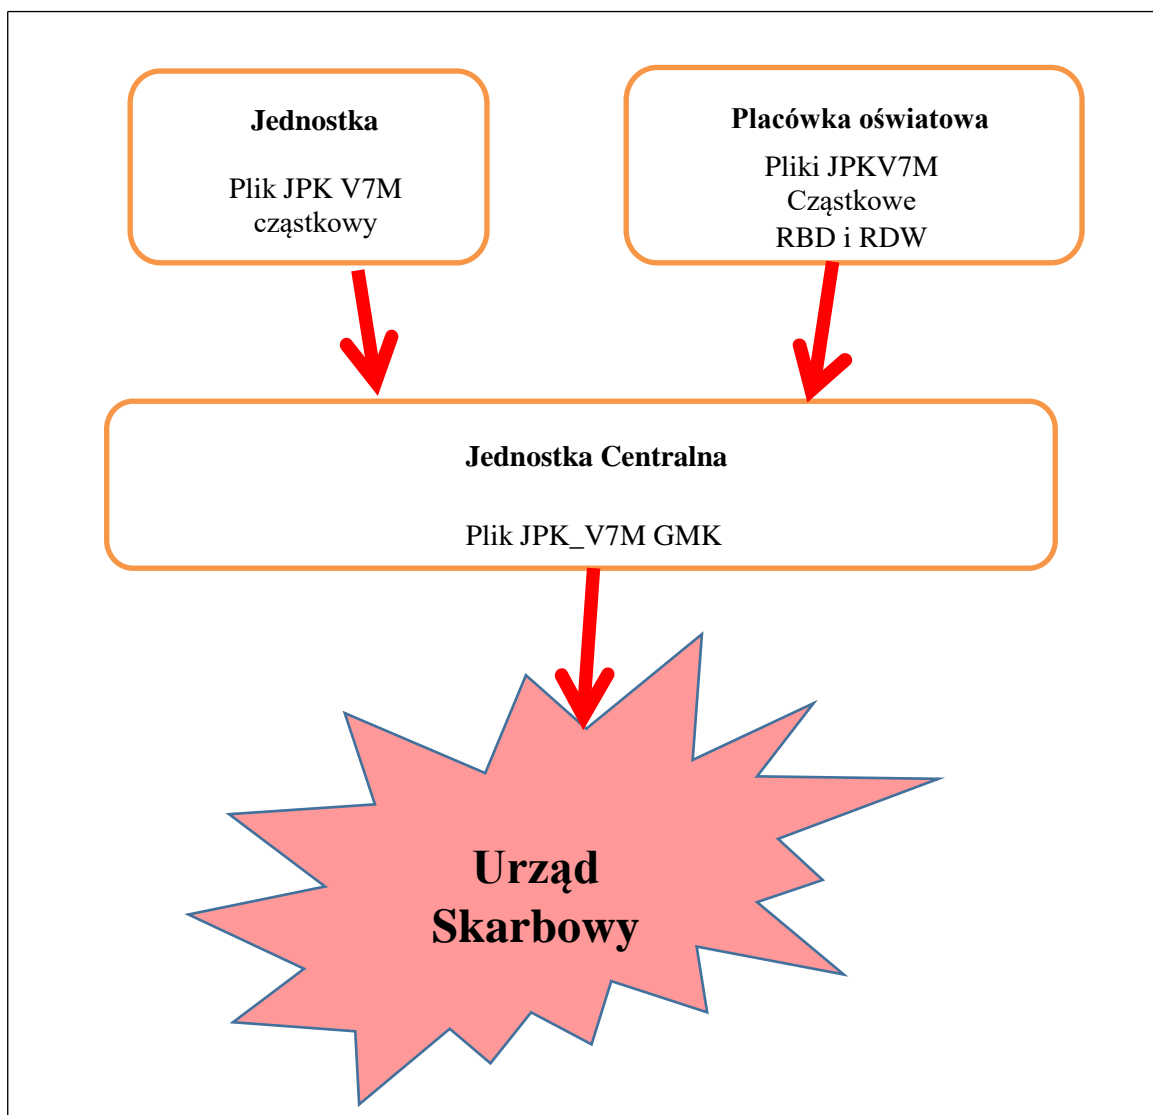 Jednostka
Plik JPK V7M
cząstkowy
Placówka oświatowa
Pliki JPKV7M
Cząstkowe
RBD i RDW
Jednostka Centralna
Plik JPK_V7M GMK
Urząd
Skarbowy